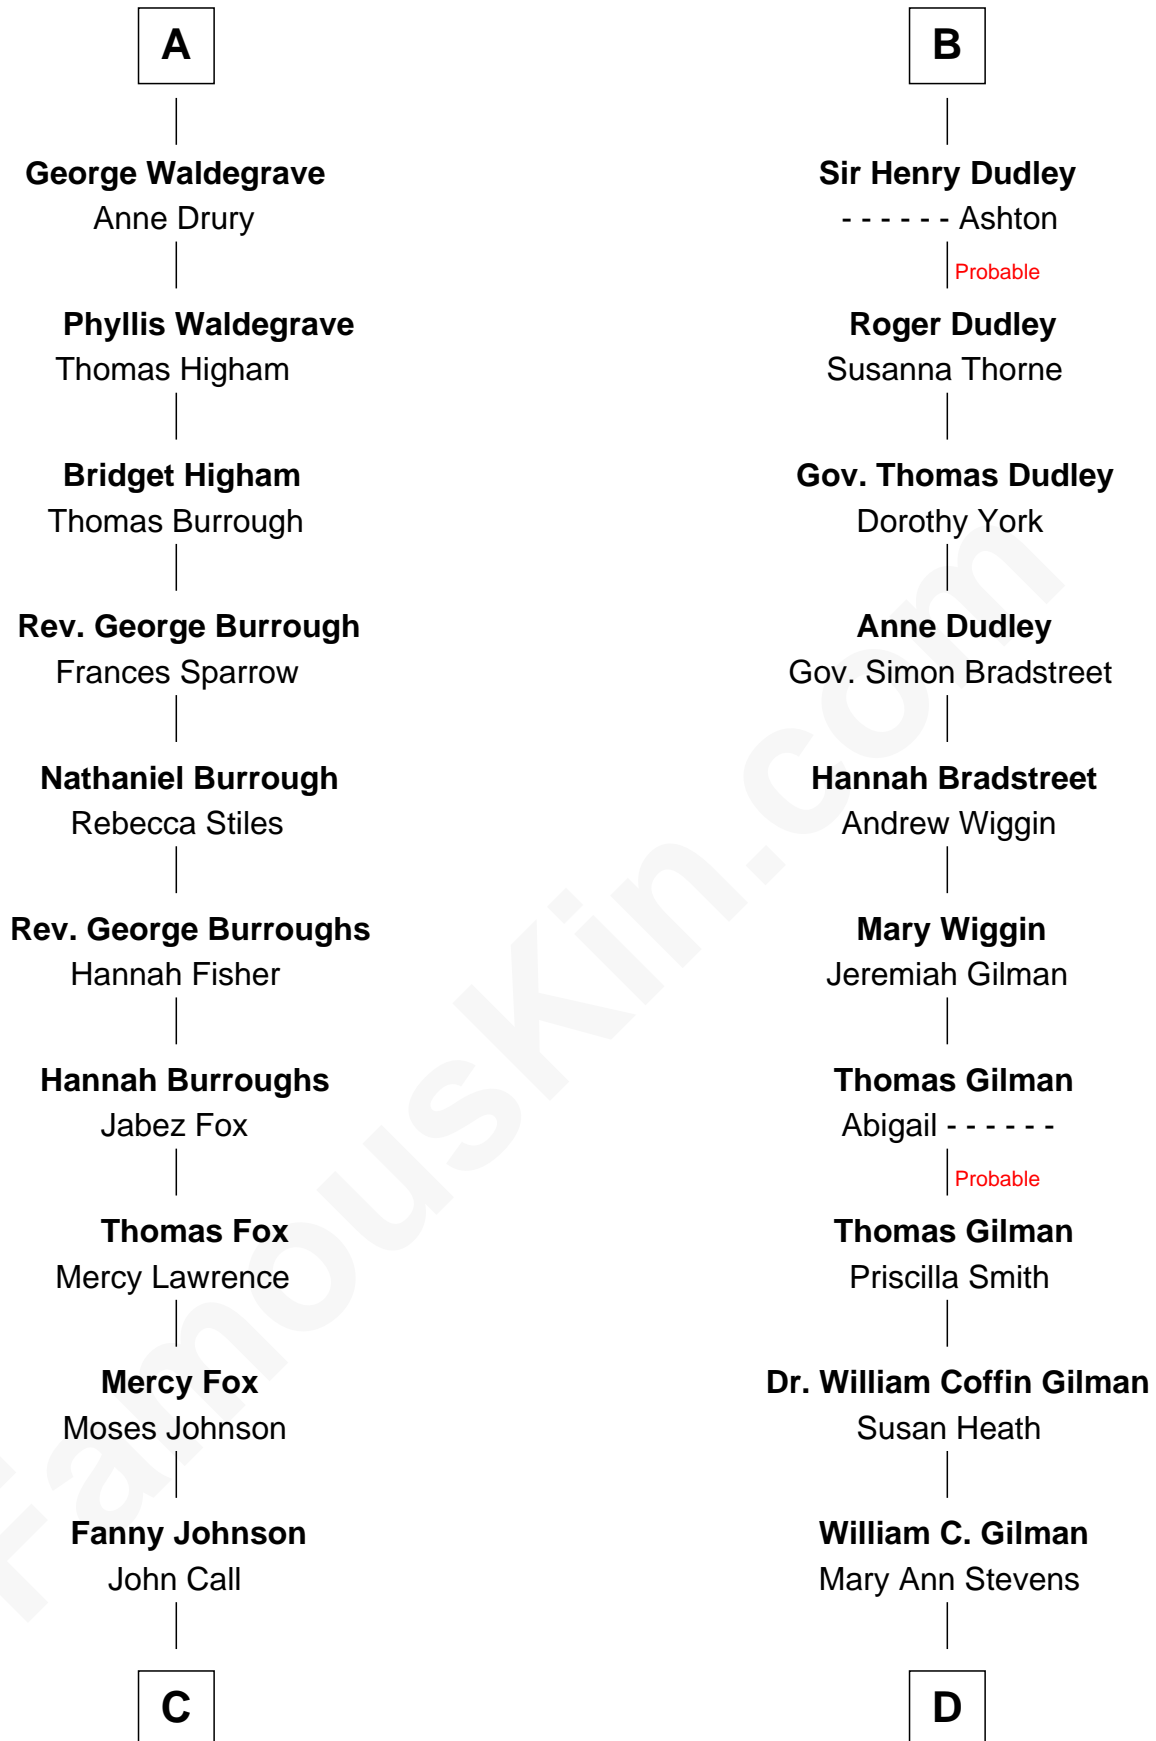 A
George Waldegrave
Anne Drury
Phyllis Waldegrave
Thomas Higham
Bridget Higham
Thomas Burrough
Rev. George Burrough
Frances Sparrow
Nathaniel Burrough
Rebecca Stiles
Rev. George Burroughs
Hannah Fisher
Hannah Burroughs
Jabez Fox
Thomas Fox
Mercy Lawrence
Mercy Fox
Moses Johnson
Fanny Johnson
John Call
C
B
Sir Henry Dudley
- - - - - - Ashton
Probable
Roger Dudley
Susanna Thorne
Gov. Thomas Dudley
Dorothy York
Anne Dudley
Gov. Simon Bradstreet
Hannah Bradstreet
Andrew Wiggin
Mary Wiggin
Jeremiah Gilman
Thomas Gilman
Abigail - - - - - -
Probable
Thomas Gilman
Priscilla Smith
Dr. William Coffin Gilman
Susan Heath
William C. Gilman
Mary Ann Stevens
D
FamousKin.com